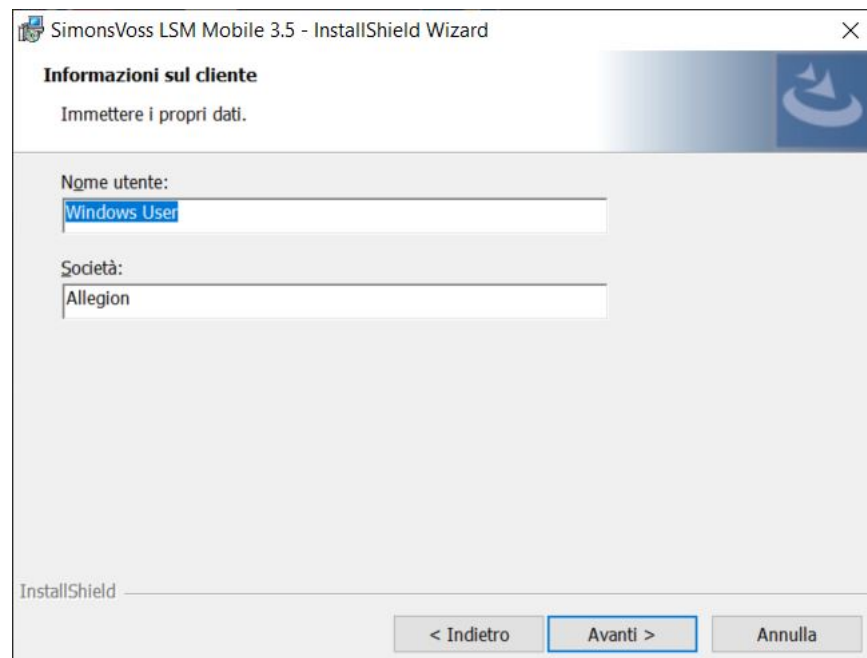 SimonsVoss LSM Mobile 3.5 - InstallShield Wizard
Informazioni sul cliente
Immettere i propri dati.
Nome utente:
Windows User
Società:
Allegion
InstallShield
< Indietro
Avanti >
Annulla